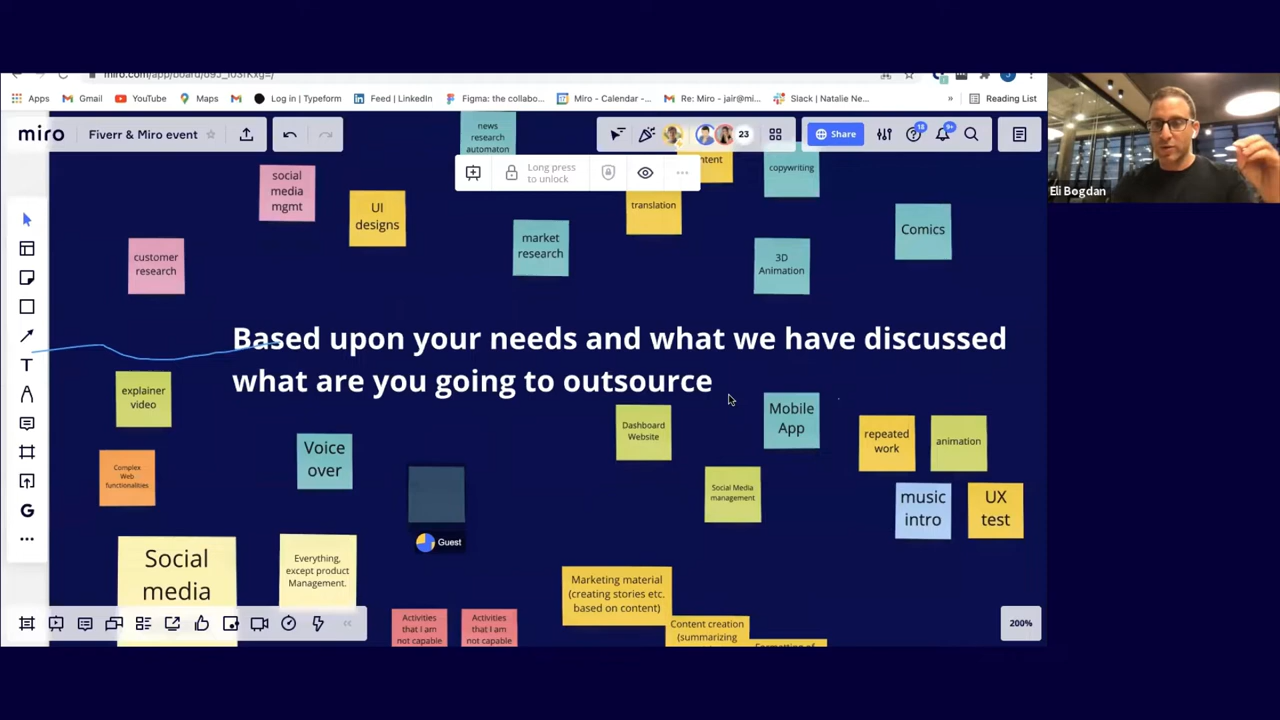 miro.com/app/board/
Apps
Gmail
YouTube
Maps
Log in | Typeform
Feed | LinkedIn
Figma: the collabo...
Miro - Calendar -...
Re: Miro - jair@mi...
Slack | Natalie Ne...
»
Reading List
miro
Fiverr & Miro event
23
Share
18
9+
Long press
to unlock
news
research
automaton
social
media
mgmt
UI
designs
customer
research
market
research
translation
copywriting
3D
Animation
Comics
Eli Bogdan
Based upon your needs and what we have discussed
what are you going to outsource
explainer
video
Complex
Web
functionalities
Voice
over
Guest
Dashboard
Website
Mobile
App
Social Media
management
repeated
work
animation
music
intro
UX
test
Social
media
Everything,
except product
Management.
Activities
that I am
not capable
Activities
that I am
not capable
Marketing material
(creating stories etc.
based on content)
Content creation
(summarizing
200%